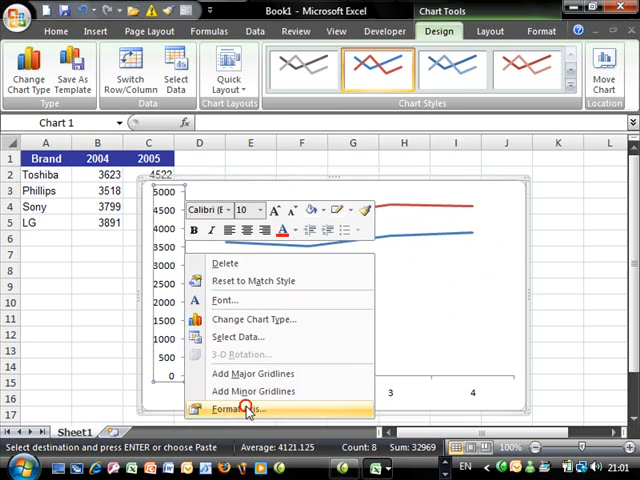 Book1 - Microsoft Excel
Chart Tools
Home
Insert
Page Layout
Formulas
Data
Review
View
Developer
Design
Layout
Format
Change Chart Type
Save As Template
Switch Row/Column
Select Data
Quick Layout
Move Chart
Type
Data
Chart Layouts
Chart Styles
Location
Chart 1
fx
A B C D E F G H I J K L
1 Brand 2004 2005
2 Toshiba 3623 4522
3 Phillips 3518
4 Sony 3799
5 LG 3891
6
7
8
9
10
11
12
13
14
15
16
17
5000
4500
4000
3500
3000
2500
2000
1500
1000
500
0
3 4
Calibri (E 10
B I A
Delete
Reset to Match Style
A Font...
Change Chart Type...
Select Data...
3-D Rotation...
Add Major Gridlines
Add Minor Gridlines
Sheet1
Select destination and press ENTER or choose Paste
Average: 4121.125 Count: 8 Sum: 32969
100%
EN
21:01